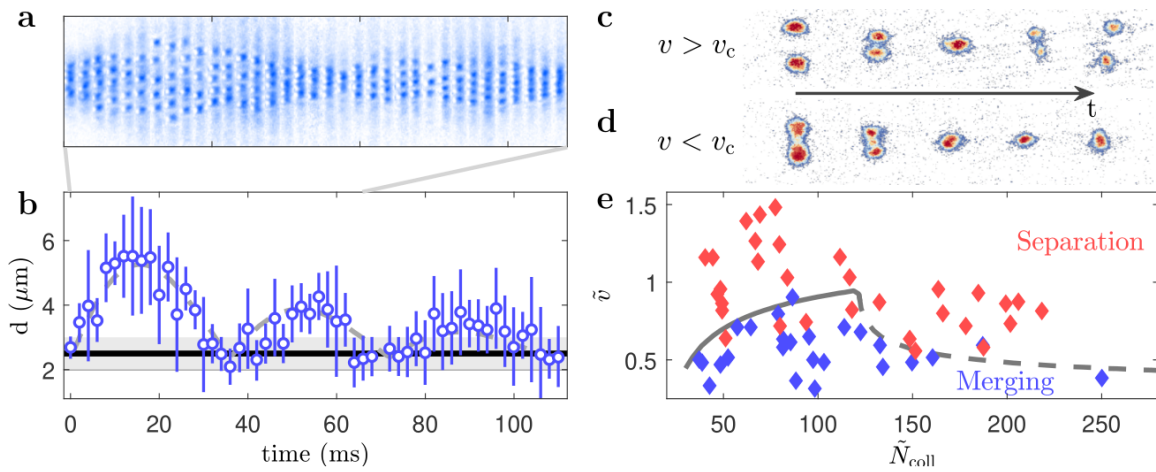 a
b
d (μm)
6
4
2
0
20
40
60
80
100
time (ms)
c
v > v_c
t
d
v < v_c
e
1.5
1
0.5
ṽ
Separation
Merging
50
100
150
200
250
Ñ_coll